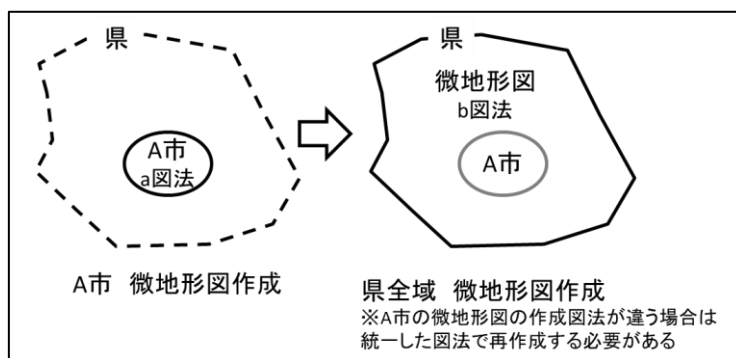 県
A市
a図法
A市 微地形図作成
県
微地形図
b図法
A市
県全域 微地形図作成
※A市の微地形図の作成図法が違う場合は
統一した図法で再作成する必要がある